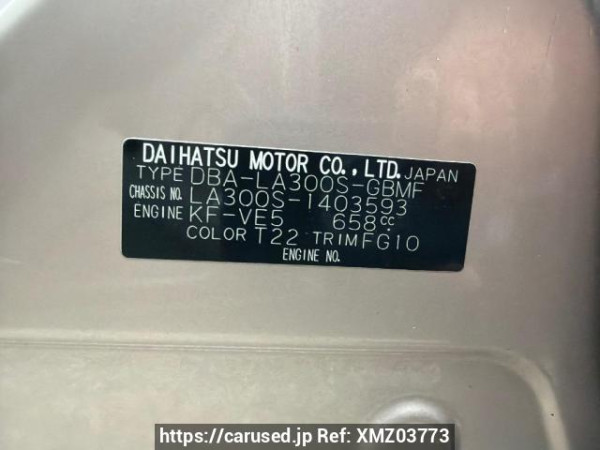 DAIHATSU MOTOR CO., LTD. JAPAN
TYPE DBA-LA300S-GBMF
CHASSIS NO. LA300S-1403593
ENGINE KF-VE5 658cc
COLOR T22 TRIM FG10
ENGINE NO.
https://carused.jp Ref: XMZ03773